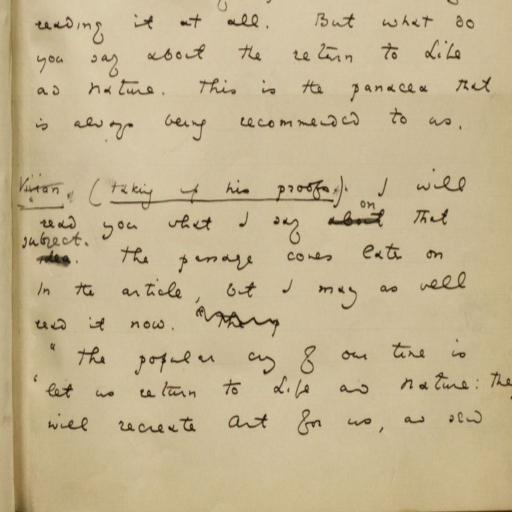 reading it at all. But what do
you say about the return to Life
and Nature. This is the panacea that
is always being recommended to us.
Vivian. (taking up his proofs). I will
read you what I say on that
subject. The passage comes later on
in the article, but I may as well
read it now.
"The popular cry of our time is
'let us return to Life and Nature: they
will recreate Art for us, and send